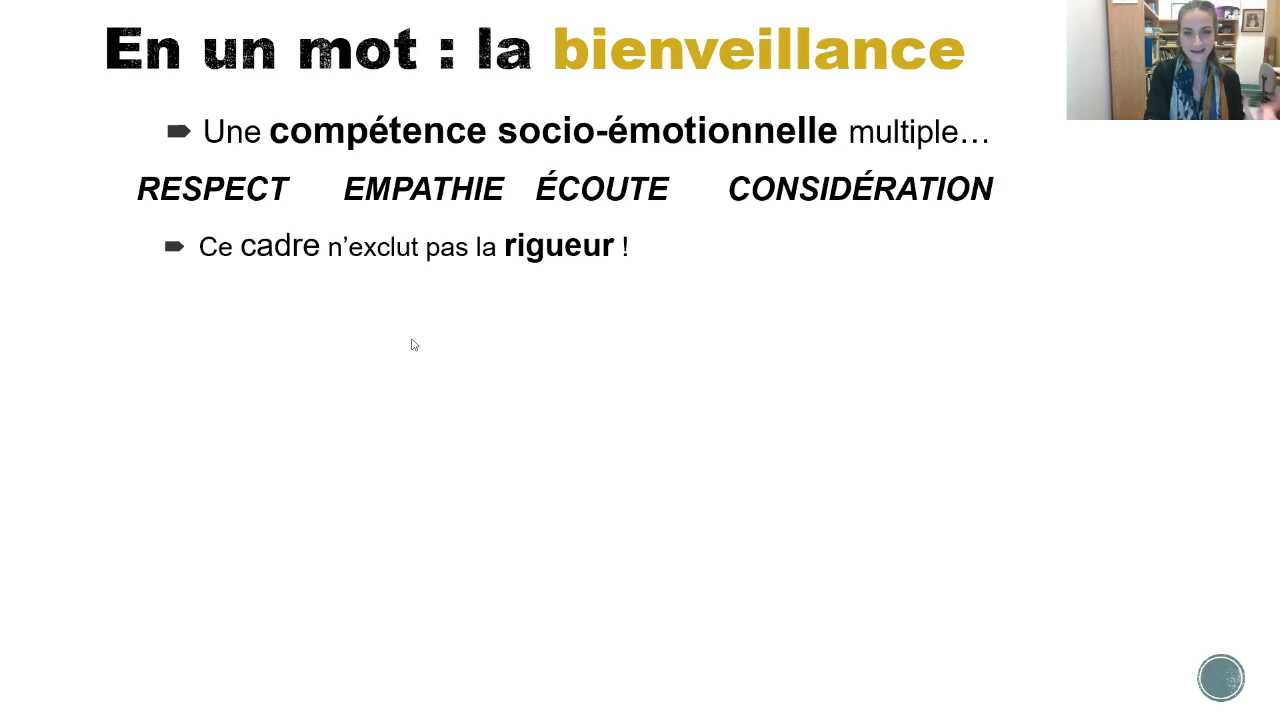 En un mot : la bienveillance
Une compétence socio-émotionnelle multiple…
RESPECT EMPATHIE ÉCOUTE CONSIDÉRATION
Ce cadre n’exclut pas la rigueur !